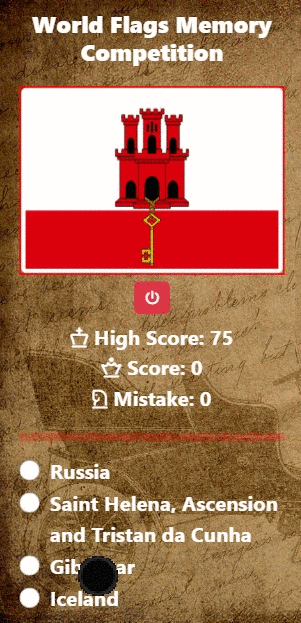 World Flags Memory
Competition
High Score: 75
Score: 0
Mistake: 0
Russia
Saint Helena, Ascension
and Tristan da Cunha
Iceland